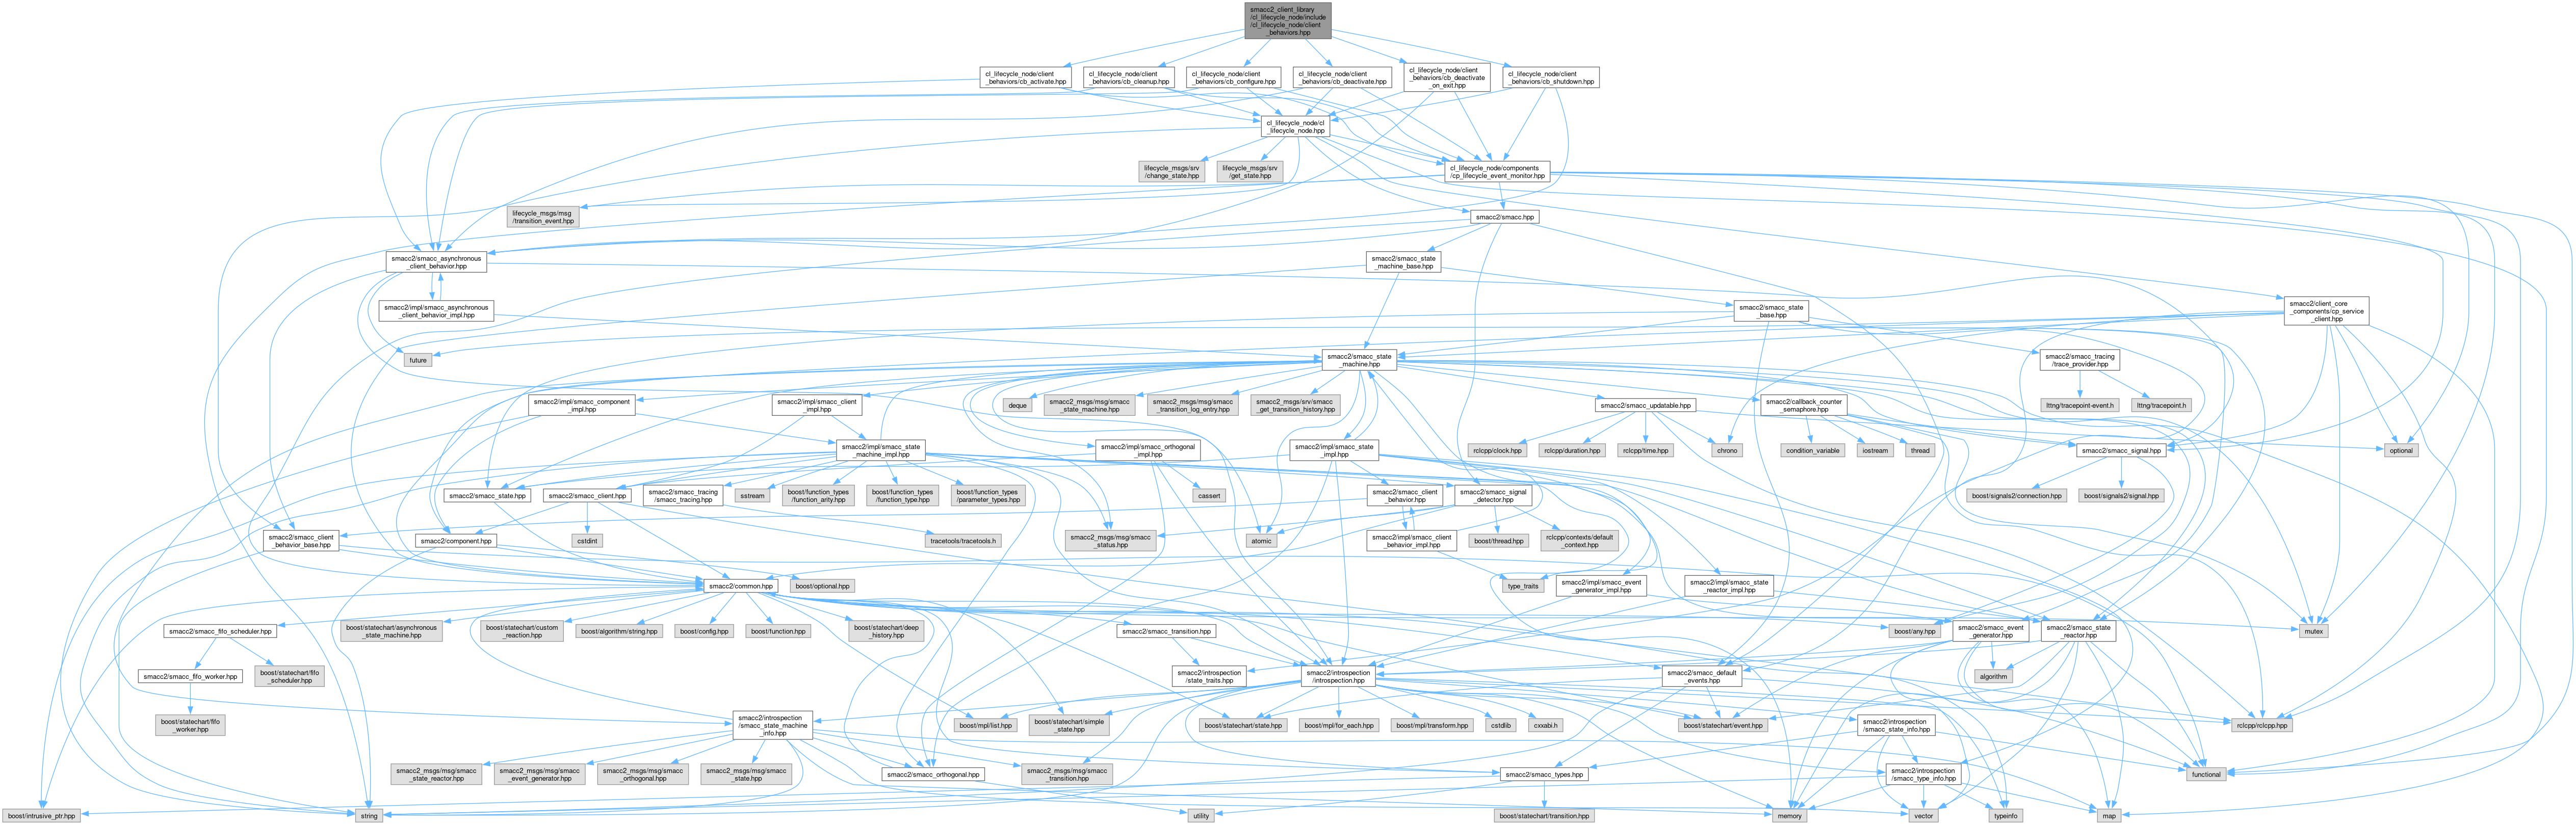 smacc2_client_library
/cl_lifecycle_node/include
/cl_lifecycle_node/client
_behaviors.hpp
cl_lifecycle_node/client
_behaviors/cb_activate.hpp
cl_lifecycle_node/client
_behaviors/cb_cleanup.hpp
cl_lifecycle_node/client
_behaviors/cb_configure.hpp
cl_lifecycle_node/client
_behaviors/cb_deactivate.hpp
cl_lifecycle_node/client
_behaviors/cb_deactivate
_on_exit.hpp
cl_lifecycle_node/client
_behaviors/cb_shutdown.hpp
cl_lifecycle_node/cl
_lifecycle_node.hpp
lifecycle_msgs/srv
/change_state.hpp
lifecycle_msgs/srv
/get_state.hpp
cl_lifecycle_node/components
/cp_lifecycle_event_monitor.hpp
lifecycle_msgs/msg
/transition_event.hpp
smacc2/smacc.hpp
smacc2/smacc_asynchronous
_client_behavior.hpp
smacc2/smacc_state
_machine_base.hpp
smacc2/impl/smacc_asynchronous
_client_behavior_impl.hpp
smacc2/smacc_state
_base.hpp
smacc2/client_core
_components/cp_service
_client.hpp
future
smacc2/smacc_state
_machine.hpp
smacc2/smacc_tracing
/trace_provider.hpp
smacc2/impl/smacc_component
_impl.hpp
smacc2/impl/smacc_client
_impl.hpp
deque
smacc2_msgs/msg/smacc
_state_machine.hpp
smacc2_msgs/msg/smacc
_transition_log_entry.hpp
smacc2_msgs/srv/smacc
_get_transition_history.hpp
smacc2/smacc_updatable.hpp
smacc2/callback_counter
_semaphore.hpp
lttng/tracepoint-event.h
lttng/tracepoint.h
smacc2/impl/smacc_state
_machine_impl.hpp
smacc2/impl/smacc_orthogonal
_impl.hpp
smacc2/impl/smacc_state
_impl.hpp
rclcpp/clock.hpp
rclcpp/duration.hpp
rclcpp/time.hpp
chrono
condition_variable
iostream
thread
smacc2/smacc_signal.hpp
optional
smacc2/smacc_state.hpp
smacc2/smacc_client.hpp
smacc2/smacc_tracing
/smacc_tracing.hpp
sstream
boost/function_types
/function_arity.hpp
boost/function_types
/function_type.hpp
boost/function_types
/parameter_types.hpp
cassert
smacc2/smacc_client
_behavior.hpp
smacc2/smacc_signal
_detector.hpp
boost/signals2/connection.hpp
boost/signals2/signal.hpp
smacc2/smacc_client
_behavior_base.hpp
smacc2/component.hpp
cstdint
tracetools/tracetools.h
smacc2_msgs/msg/smacc
_status.hpp
atomic
smacc2/impl/smacc_client
_behavior_impl.hpp
boost/thread.hpp
rclcpp/contexts/default
_context.hpp
smacc2/common.hpp
boost/optional.hpp
type_traits
smacc2/impl/smacc_event
_generator_impl.hpp
smacc2/impl/smacc_state
_reactor_impl.hpp
smacc2/smacc_fifo_scheduler.hpp
boost/statechart/asynchronous
_state_machine.hpp
boost/statechart/custom
_reaction.hpp
boost/algorithm/string.hpp
boost/config.hpp
boost/function.hpp
boost/statechart/deep
_history.hpp
smacc2/smacc_transition.hpp
boost/any.hpp
smacc2/smacc_event
_generator.hpp
smacc2/smacc_state
_reactor.hpp
mutex
smacc2/smacc_fifo_worker.hpp
boost/statechart/fifo
_scheduler.hpp
smacc2/introspection
/state_traits.hpp
smacc2/introspection
/introspection.hpp
smacc2/smacc_default
_events.hpp
algorithm
boost/statechart/fifo
_worker.hpp
smacc2/introspection
/smacc_state_machine
_info.hpp
boost/mpl/list.hpp
boost/statechart/simple
_state.hpp
boost/statechart/state.hpp
boost/mpl/for_each.hpp
boost/mpl/transform.hpp
cstdlib
cxxabi.h
boost/statechart/event.hpp
smacc2/introspection
/smacc_state_info.hpp
rclcpp/rclcpp.hpp
smacc2_msgs/msg/smacc
_state_reactor.hpp
smacc2_msgs/msg/smacc
_event_generator.hpp
smacc2_msgs/msg/smacc
_orthogonal.hpp
smacc2_msgs/msg/smacc
_state.hpp
smacc2/smacc_orthogonal.hpp
smacc2_msgs/msg/smacc
_transition.hpp
smacc2/smacc_types.hpp
smacc2/introspection
/smacc_type_info.hpp
functional
boost/intrusive_ptr.hpp
string
utility
boost/statechart/transition.hpp
memory
vector
typeinfo
map